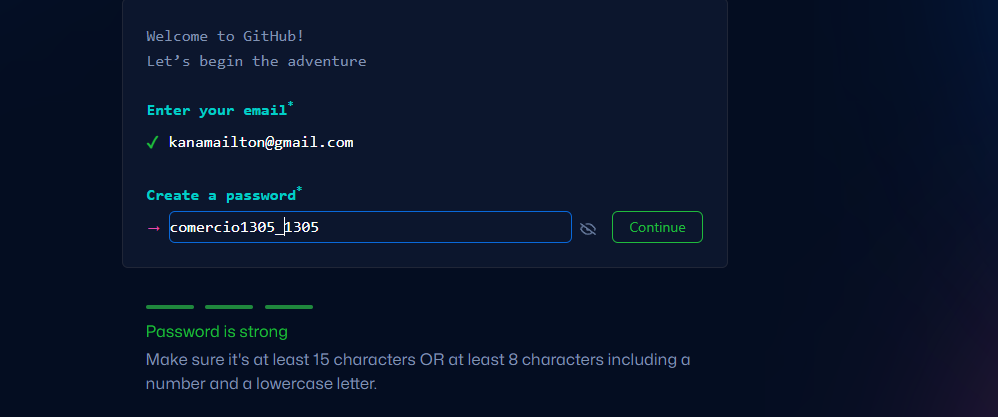 Welcome to GitHub!
Let’s begin the adventure
Enter your email*
✓ kanamailton@gmail.com
Create a password*
→ comercio1305_1305
Continue
Password is strong
Make sure it's at least 15 characters OR at least 8 characters including a
number and a lowercase letter.